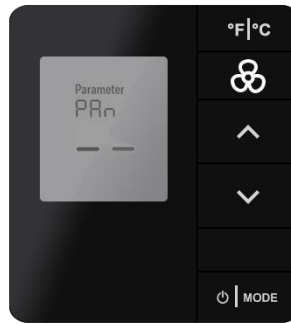 Parameter
PAn
— —
°F|°C
MODE